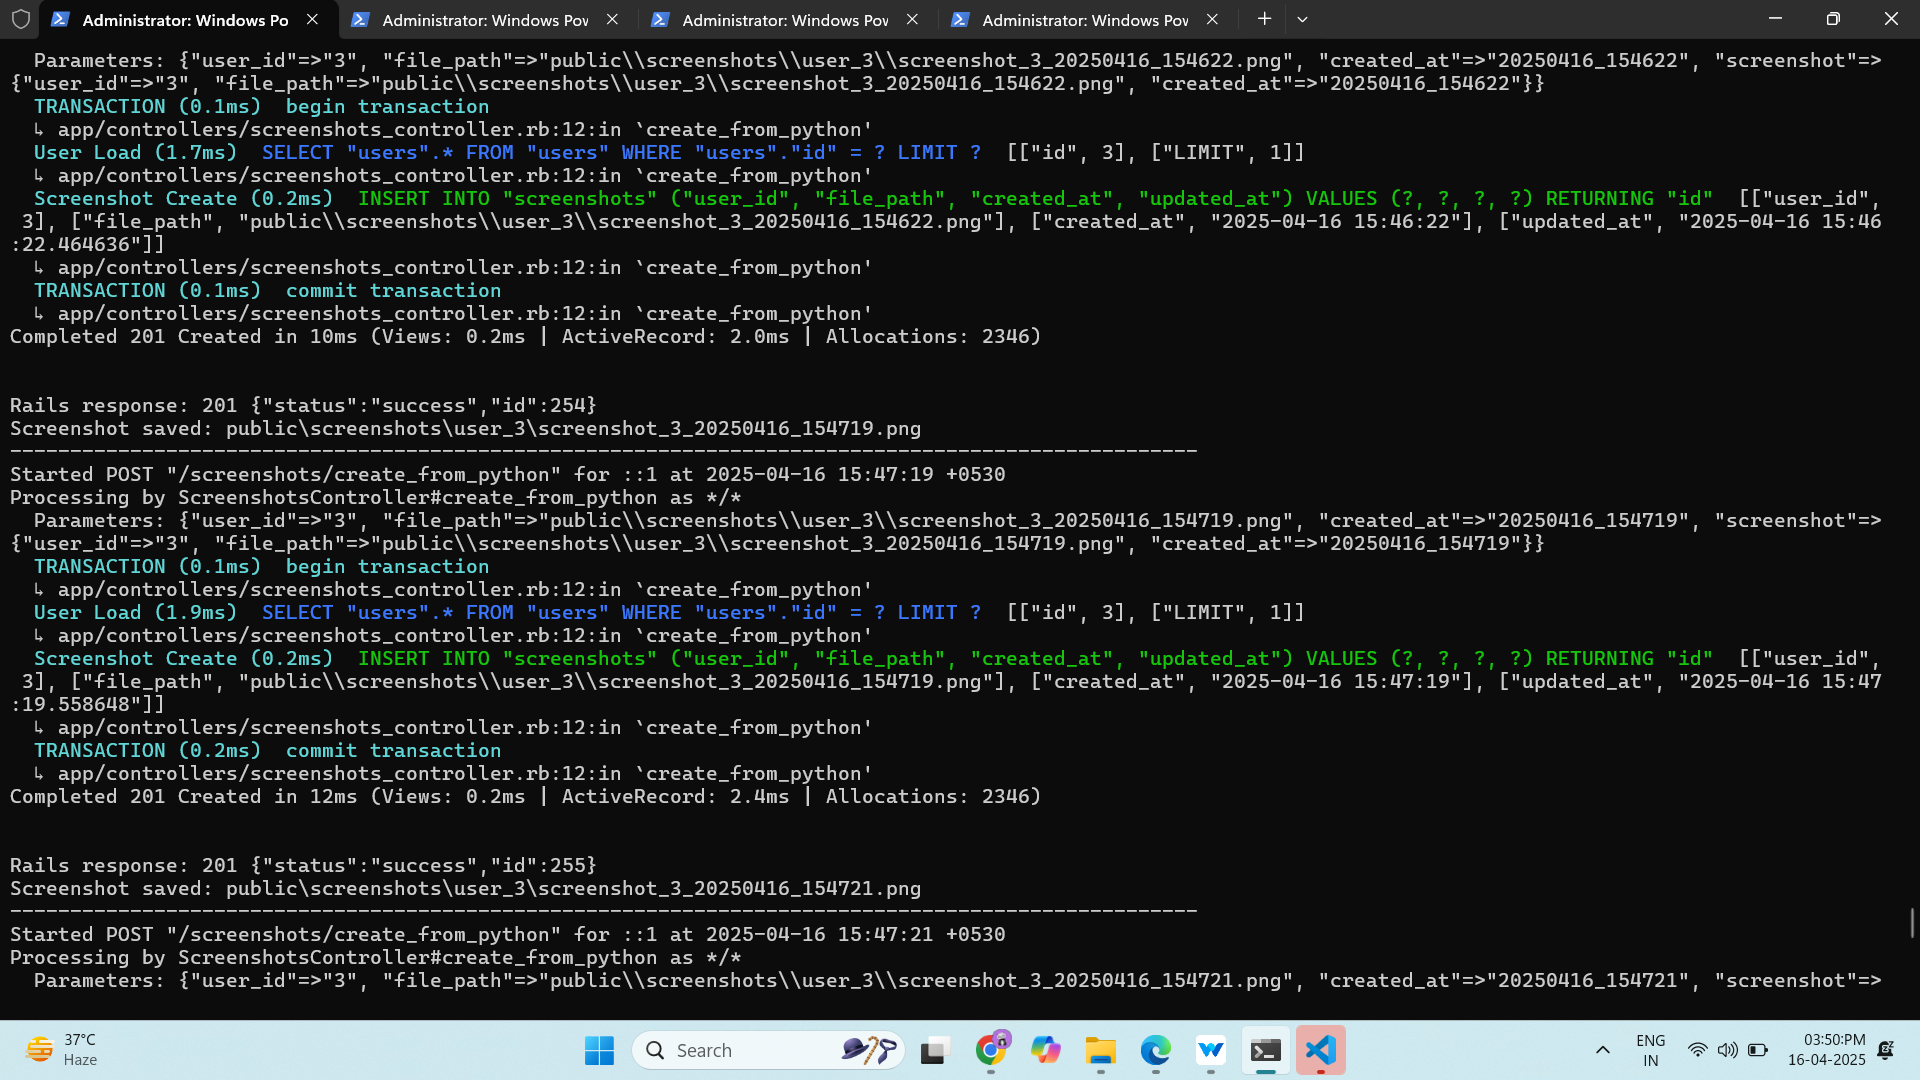 Administrator: Windows Po
Administrator: Windows Pow
Administrator: Windows Pow
Administrator: Windows Pow
Parameters: {"user_id"=>"3", "file_path"=>"public\\screenshots\\user_3\\screenshot_3_20250416_154622.png", "created_at"=>"20250416_154622", "screenshot"=>
{"user_id"=>"3", "file_path"=>"public\\screenshots\\user_3\\screenshot_3_20250416_154622.png", "created_at"=>"20250416_154622"}}
TRANSACTION (0.1ms)  begin transaction
↳ app/controllers/screenshots_controller.rb:12:in `create_from_python'
User Load (1.7ms)  SELECT "users".* FROM "users" WHERE "users"."id" = ? LIMIT ?  [["id", 3], ["LIMIT", 1]]
↳ app/controllers/screenshots_controller.rb:12:in `create_from_python'
Screenshot Create (0.2ms)  INSERT INTO "screenshots" ("user_id", "file_path", "created_at", "updated_at") VALUES (?, ?, ?, ?) RETURNING "id"  [["user_id",
3], ["file_path", "public\\screenshots\\user_3\\screenshot_3_20250416_154622.png"], ["created_at", "2025-04-16 15:46:22"], ["updated_at", "2025-04-16 15:46
:22.464636"]]
↳ app/controllers/screenshots_controller.rb:12:in `create_from_python'
TRANSACTION (0.1ms)  commit transaction
↳ app/controllers/screenshots_controller.rb:12:in `create_from_python'
Completed 201 Created in 10ms (Views: 0.2ms | ActiveRecord: 2.0ms | Allocations: 2346)
Rails response: 201 {"status":"success","id":254}
Screenshot saved: public\screenshots\user_3\screenshot_3_20250416_154719.png
---------------------------------------------------------------------------------------------------
Started POST "/screenshots/create_from_python" for ::1 at 2025-04-16 15:47:19 +0530
Processing by ScreenshotsController#create_from_python as */*
Parameters: {"user_id"=>"3", "file_path"=>"public\\screenshots\\user_3\\screenshot_3_20250416_154719.png", "created_at"=>"20250416_154719", "screenshot"=>
{"user_id"=>"3", "file_path"=>"public\\screenshots\\user_3\\screenshot_3_20250416_154719.png", "created_at"=>"20250416_154719"}}
TRANSACTION (0.1ms)  begin transaction
↳ app/controllers/screenshots_controller.rb:12:in `create_from_python'
User Load (1.9ms)  SELECT "users".* FROM "users" WHERE "users"."id" = ? LIMIT ?  [["id", 3], ["LIMIT", 1]]
↳ app/controllers/screenshots_controller.rb:12:in `create_from_python'
Screenshot Create (0.2ms)  INSERT INTO "screenshots" ("user_id", "file_path", "created_at", "updated_at") VALUES (?, ?, ?, ?) RETURNING "id"  [["user_id",
3], ["file_path", "public\\screenshots\\user_3\\screenshot_3_20250416_154719.png"], ["created_at", "2025-04-16 15:47:19"], ["updated_at", "2025-04-16 15:47
:19.558648"]]
↳ app/controllers/screenshots_controller.rb:12:in `create_from_python'
TRANSACTION (0.2ms)  commit transaction
↳ app/controllers/screenshots_controller.rb:12:in `create_from_python'
Completed 201 Created in 12ms (Views: 0.2ms | ActiveRecord: 2.4ms | Allocations: 2346)
Rails response: 201 {"status":"success","id":255}
Screenshot saved: public\screenshots\user_3\screenshot_3_20250416_154721.png
---------------------------------------------------------------------------------------------------
Started POST "/screenshots/create_from_python" for ::1 at 2025-04-16 15:47:21 +0530
Processing by ScreenshotsController#create_from_python as */*
Parameters: {"user_id"=>"3", "file_path"=>"public\\screenshots\\user_3\\screenshot_3_20250416_154721.png", "created_at"=>"20250416_154721", "screenshot"=>
37°C
Haze
Search
ENG
IN
03:50:PM
16-04-2025